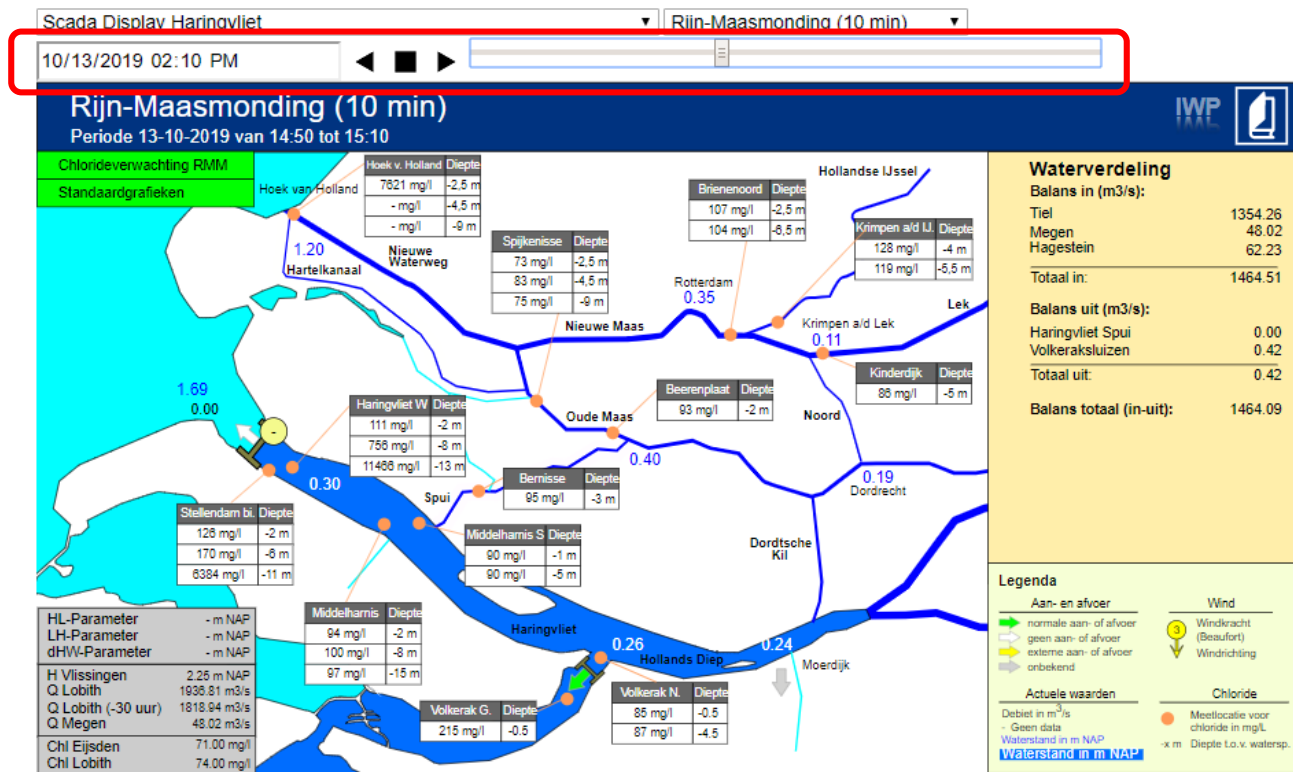 Scada Display Haringvliet
Rijn-Maasmonding (10 min)
10/13/2019 02:10 PM
Rijn-Maasmonding (10 min)
Periode 13-10-2019 van 14:50 tot 15:10
IWP
Chlorideverwachting RMM
Standaardgrafieken
Hoek van Holland
Hoek v. Holland Diepte
7621 mg/l -2,5 m
- mg/l -4,5 m
- mg/l -9 m
1.20
Hartelkanaal
Nieuwe
Waterweg
Spijkenisse Diepte
73 mg/l -2,5 m
83 mg/l -4,5 m
75 mg/l -9 m
Brienenoord Diepte
107 mg/l -2,5 m
104 mg/l -6,5 m
Hollandse IJssel
Krimpen a/d IJ. Diepte
128 mg/l -4 m
119 mg/l -5,5 m
Rotterdam
0.35
Nieuwe Maas
Krimpen a/d Lek
0.11
Lek
Kinderdijk Diepte
86 mg/l -5 m
Beerenplaat Diepte
93 mg/l -2 m
Oude Maas
0.40
Noord
0.19
Dordrecht
1.69
0.00
-
Haringvliet W Diepte
111 mg/l -2 m
756 mg/l -8 m
11466 mg/l -13 m
0.30
Spui
Bernisse Diepte
95 mg/l -3 m
Stellendam bi. Diepte
126 mg/l -2 m
170 mg/l -6 m
6384 mg/l -11 m
Middelharnis S Diepte
90 mg/l -1 m
90 mg/l -5 m
Dordtsche
Kil
Middelharnis Diepte
94 mg/l -2 m
100 mg/l -8 m
97 mg/l -15 m
Haringvliet
0.26
Hollands Diep
0.24
Moerdijk
Volkerak G. Diepte
215 mg/l -0.5
Volkerak N. Diepte
85 mg/l -0.5
87 mg/l -4.5
HL-Parameter - m NAP
LH-Parameter - m NAP
dHW-Parameter - m NAP
H Vlissingen 2.25 m NAP
Q Lobith 1936.81 m3/s
Q Lobith (-30 uur) 1818.94 m3/s
Q Megen 48.02 m3/s
Chl Eijsden 71.00 mg/l
Chl Lobith 74.00 mg/l
Waterverdeling
Balans in (m3/s):
Tiel 1354.26
Megen 48.02
Hagestein 62.23
Totaal in: 1464.51
Balans uit (m3/s):
Haringvliet Spui 0.00
Volkeraksluizen 0.42
Totaal uit: 0.42
Balans totaal (in-uit): 1464.09
Legenda
Aan- en afvoer
normale aan- of afvoer
geen aan- of afvoer
externe aan- of afvoer
onbekend
Wind
3
Windkracht
(Beaufort)
Windrichting
Actuele waarden
Debiet in m3/s
- Geen data
Waterstand in m NAP
Waterstand in m NAP
Chloride
Meetlocatie voor
chloride in mg/L
-x m Diepte t.o.v. watersp.